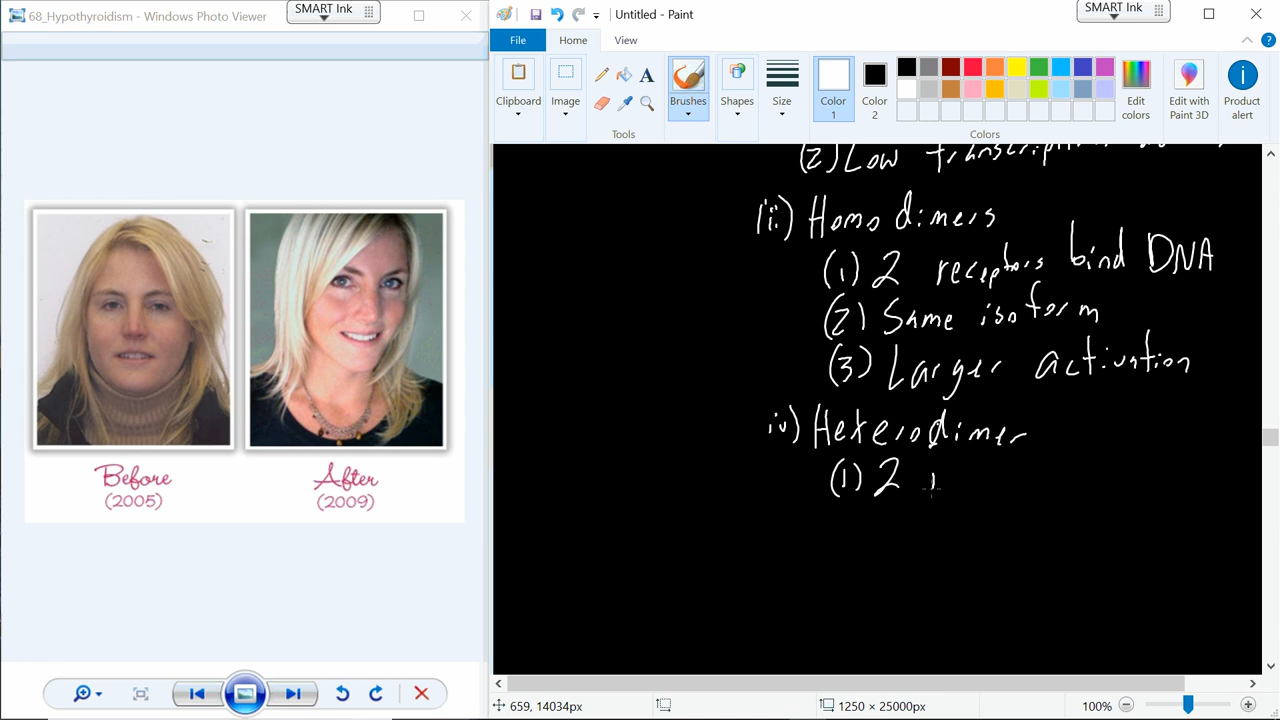 68_Hypothyroidism - Windows Photo Viewer
SMART Ink
Before
(2005)
After
(2009)
Untitled - Paint
SMART Ink
File
Home
View
Clipboard
Image
Tools
Brushes
Shapes
Size
Color 1
Color 2
Colors
Edit colors
Edit with Paint 3D
Product alert
(2) Low
iii) Homodimers
(1) 2 receptors bind DNA
(2) Same isoform
(3) Larger activation
iv) Heterodimer
(1) 2
659, 14034px
1250 × 25000px
100%